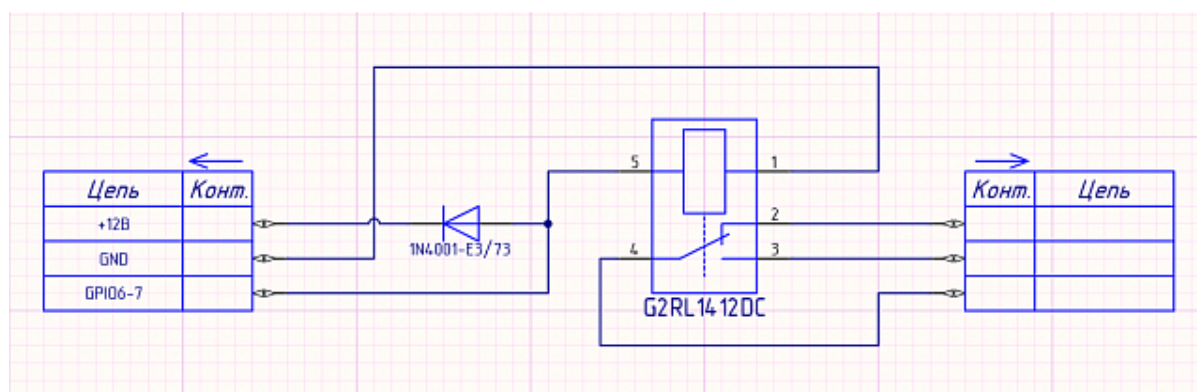 5 1
Цепь Конт. Конт. Цепь
+12В 2
1N4001-E3/73 4 3
GND
GPIO6-7
G2RL1412DC